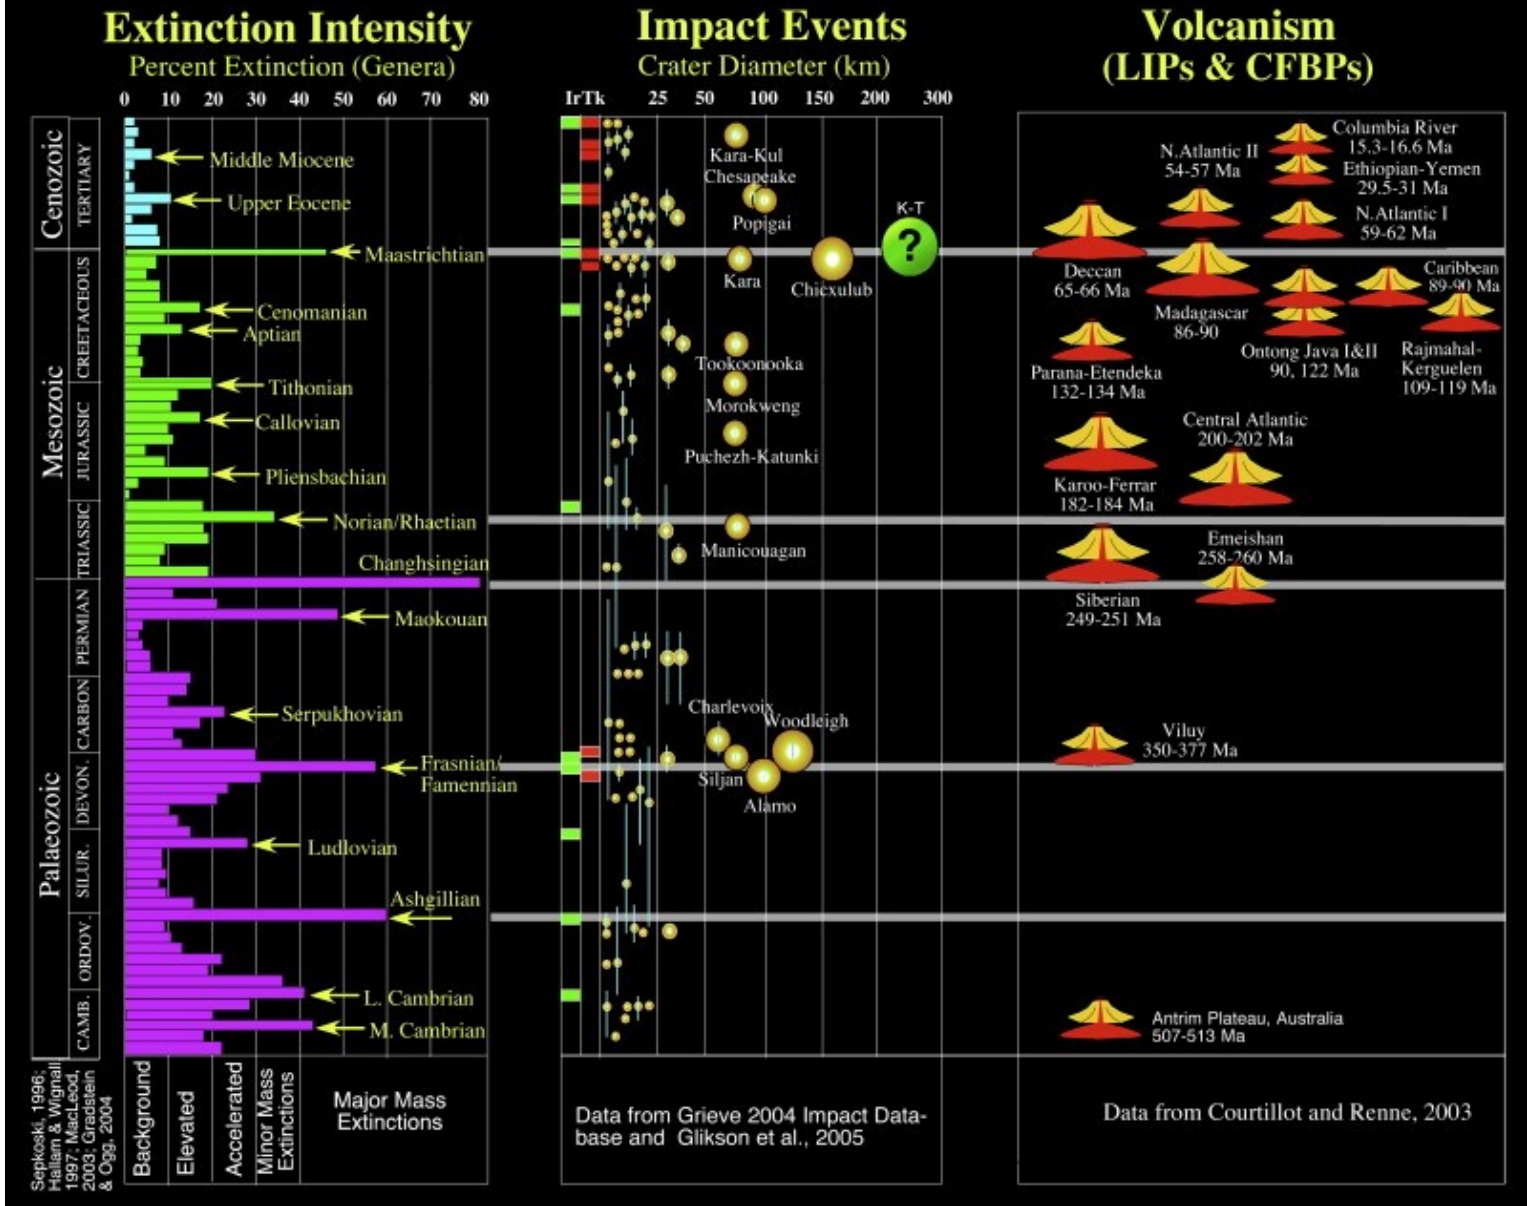 Extinction Intensity
Percent Extinction (Genera)
0 10 20 30 40 50 60 70 80
Impact Events
Crater Diameter (km)
Ir Tk 25 50 100 150 200 300
Volcanism
(LIPs & CFBPs)
Cenozoic
TERTIARY
Mesozoic
CREETACEOUS
JURASSIC
TRIASSIC
Palaeozoic
PERMIAN
CARBON
DEVON.
SILUR.
ORDOV.
CAMB.
Middle Miocene
Upper Eocene
Maastrichtian
Cenomanian
Aptian
Tithonian
Callovian
Pliensbachian
Norian/Rhaetian
Changhsingian
Maokouan
Serpukhovian
Frasnian/
Famennian
Ludlovian
Ashgillian
L. Cambrian
M. Cambrian
Background
Elevated
Accelerated
Minor Mass
Extinctions
Major Mass
Extinctions
Sepkoski, 1996;
Hallam & Wignall
1997; MacLeod,
2003; Gradstein
& Ogg, 2004
Kara-Kul
Chesapeake
Popigai
K-T
?
Kara
Chicxulub
Tookoonooka
Morokweng
Puchezh-Katunki
Manicouagan
Charlevoix
Woodleigh
Siljan
Alamo
Data from Grieve 2004 Impact Data-
base and Glikson et al., 2005
Columbia River
15.3-16.6 Ma
N.Atlantic II
54-57 Ma
Ethiopian-Yemen
29.5-31 Ma
N.Atlantic I
59-62 Ma
Deccan
65-66 Ma
Caribbean
89-90 Ma
Madagascar
86-90
Ontong Java I&II
90, 122 Ma
Rajmahal-
Kerguelen
109-119 Ma
Parana-Etendeka
132-134 Ma
Central Atlantic
200-202 Ma
Karoo-Ferrar
182-184 Ma
Emeishan
258-260 Ma
Siberian
249-251 Ma
Viluy
350-377 Ma
Antrim Plateau, Australia
507-513 Ma
Data from Courtillot and Renne, 2003